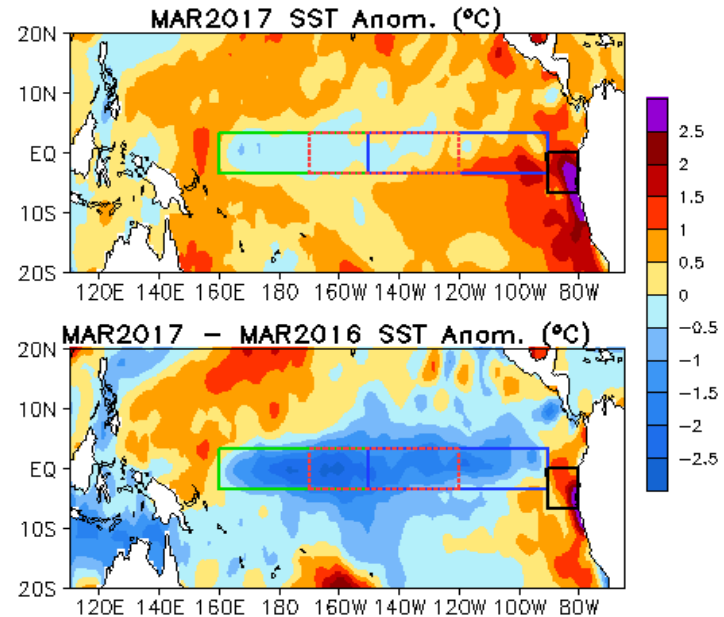 MAR2017 SST Anom. (ºC)
20N
10N
EQ
10S
20S
120E 140E 160E 180 160W 140W 120W 100W 80W
MAR2017 – MAR2016 SST Anom. (ºC)
20N
10N
EQ
10S
20S
120E 140E 160E 180 160W 140W 120W 100W 80W
2.5
2
1.5
1
0.5
0
−0.5
−1
−1.5
−2
−2.5